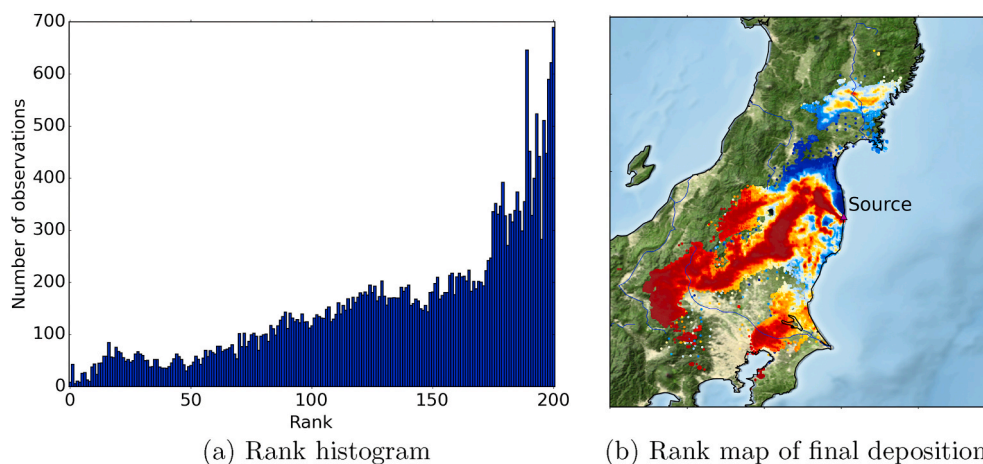 700
600
500
400
300
200
100
0
Number of observations
0 50 100 150 200
Rank
Source
(a) Rank histogram
(b) Rank map of final deposition